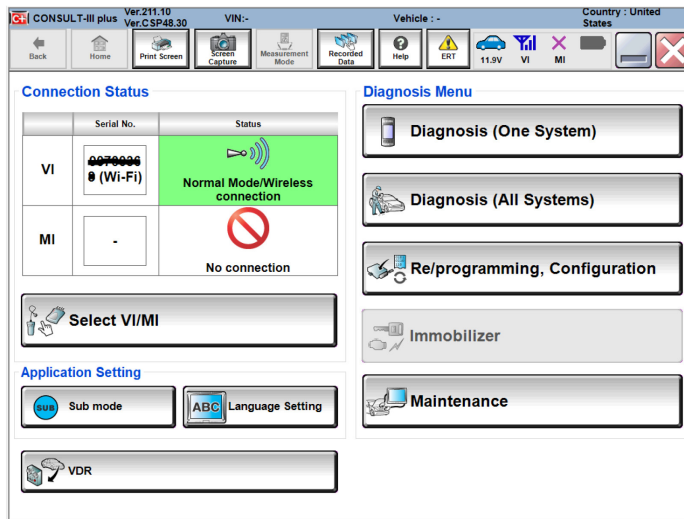 CONSULT-III plus
Ver.211.10
Ver.CSP48.30
VIN:-
Vehicle : -
Country : United
States
Back
Home
Print Screen
Screen
Capture
Measurement
Mode
Recorded
Data
Help
ERT
11.9V
VI
MI
Connection Status
Serial No.
Status
VI
(Wi-Fi)
Normal Mode/Wireless
connection
MI
-
No connection
Select VI/MI
Application Setting
SUB
Sub mode
ABC
Language Setting
VDR
Diagnosis Menu
Diagnosis (One System)
Diagnosis (All Systems)
Re/programming, Configuration
Immobilizer
Maintenance